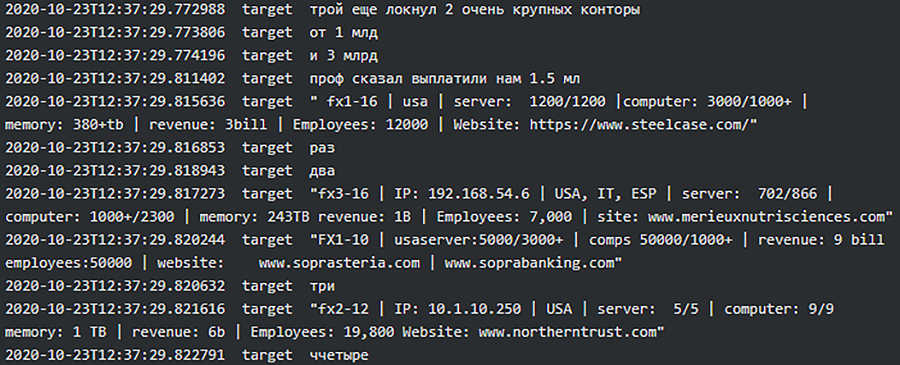 2020-10-23T12:37:29.772988  target  трой еще локнул 2 очень крупных конторы
2020-10-23T12:37:29.773806  target  от 1 млд
2020-10-23T12:37:29.774196  target  и 3 млрд
2020-10-23T12:37:29.811402  target  проф сказал выплатили нам 1.5 мл
2020-10-23T12:37:29.815636  target  " fx1-16 | usa | server:  1200/1200 |computer: 3000/1000+ |
memory: 380+tb | revenue: 3bill | Employees: 12000 | Website: https://www.steelcase.com/"
2020-10-23T12:37:29.816853  target  раз
2020-10-23T12:37:29.818943  target  два
2020-10-23T12:37:29.817273  target  "fx3-16 | IP: 192.168.54.6 | USA, IT, ESP | server:  702/866 |
computer: 1000+/2300 | memory: 243TB revenue: 1B | Employees: 7,000 | site: www.merieuxnutrisciences.com"
2020-10-23T12:37:29.820244  target  "FX1-10 | usaserver:5000/3000+ | comps 50000/1000+ | revenue: 9 bill
employees:50000 | website:    www.soprasteria.com | www.soprabanking.com"
2020-10-23T12:37:29.820632  target  три
2020-10-23T12:37:29.821616  target  "fx2-12 | IP: 10.1.10.250 | USA | server:  5/5 | computer: 9/9
memory: 1 TB | revenue: 6b | Employees: 19,800 Website: www.northerntrust.com"
2020-10-23T12:37:29.822791  target  ччетыре